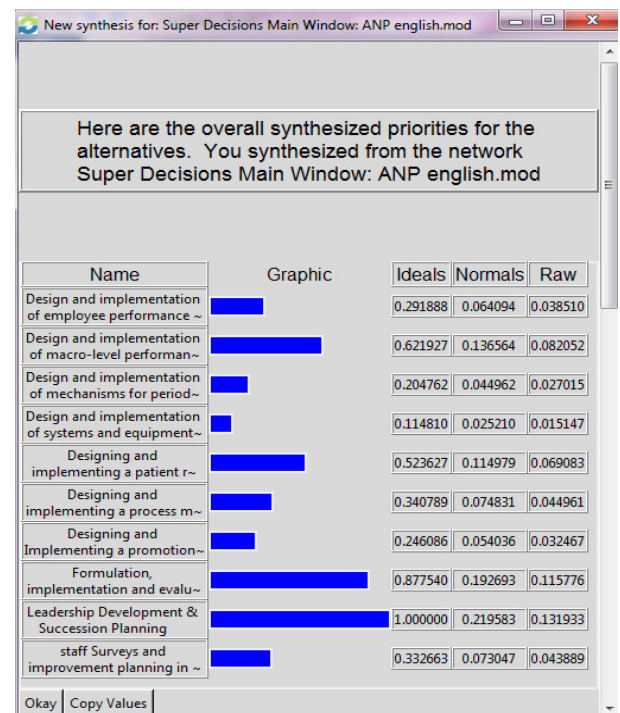 New synthesis for: Super Decisions Main Window: ANP english.mod
Here are the overall synthesized priorities for the
alternatives. You synthesized from the network
Super Decisions Main Window: ANP english.mod
Name Graphic Ideals Normals Raw
Design and implementation
of employee performance ~
0.291888 0.064094 0.038510
Design and implementation
of macro-level performan~
0.621927 0.136564 0.082052
Design and implementation
of mechanisms for period~
0.204762 0.044962 0.027015
Design and implementation
of systems and equipment~
0.114810 0.025210 0.015147
Designing and
implementing a patient r~
0.523627 0.114979 0.069083
Designing and
implementing a process m~
0.340789 0.074831 0.044961
Designing and
Implementing a promotion~
0.246086 0.054036 0.032467
Formulation,
implementation and evalu~
0.877540 0.192693 0.115776
Leadership Development &
Succession Planning
1.000000 0.219583 0.131933
staff Surveys and
improvement planning in ~
0.332663 0.073047 0.043889
Okay Copy Values